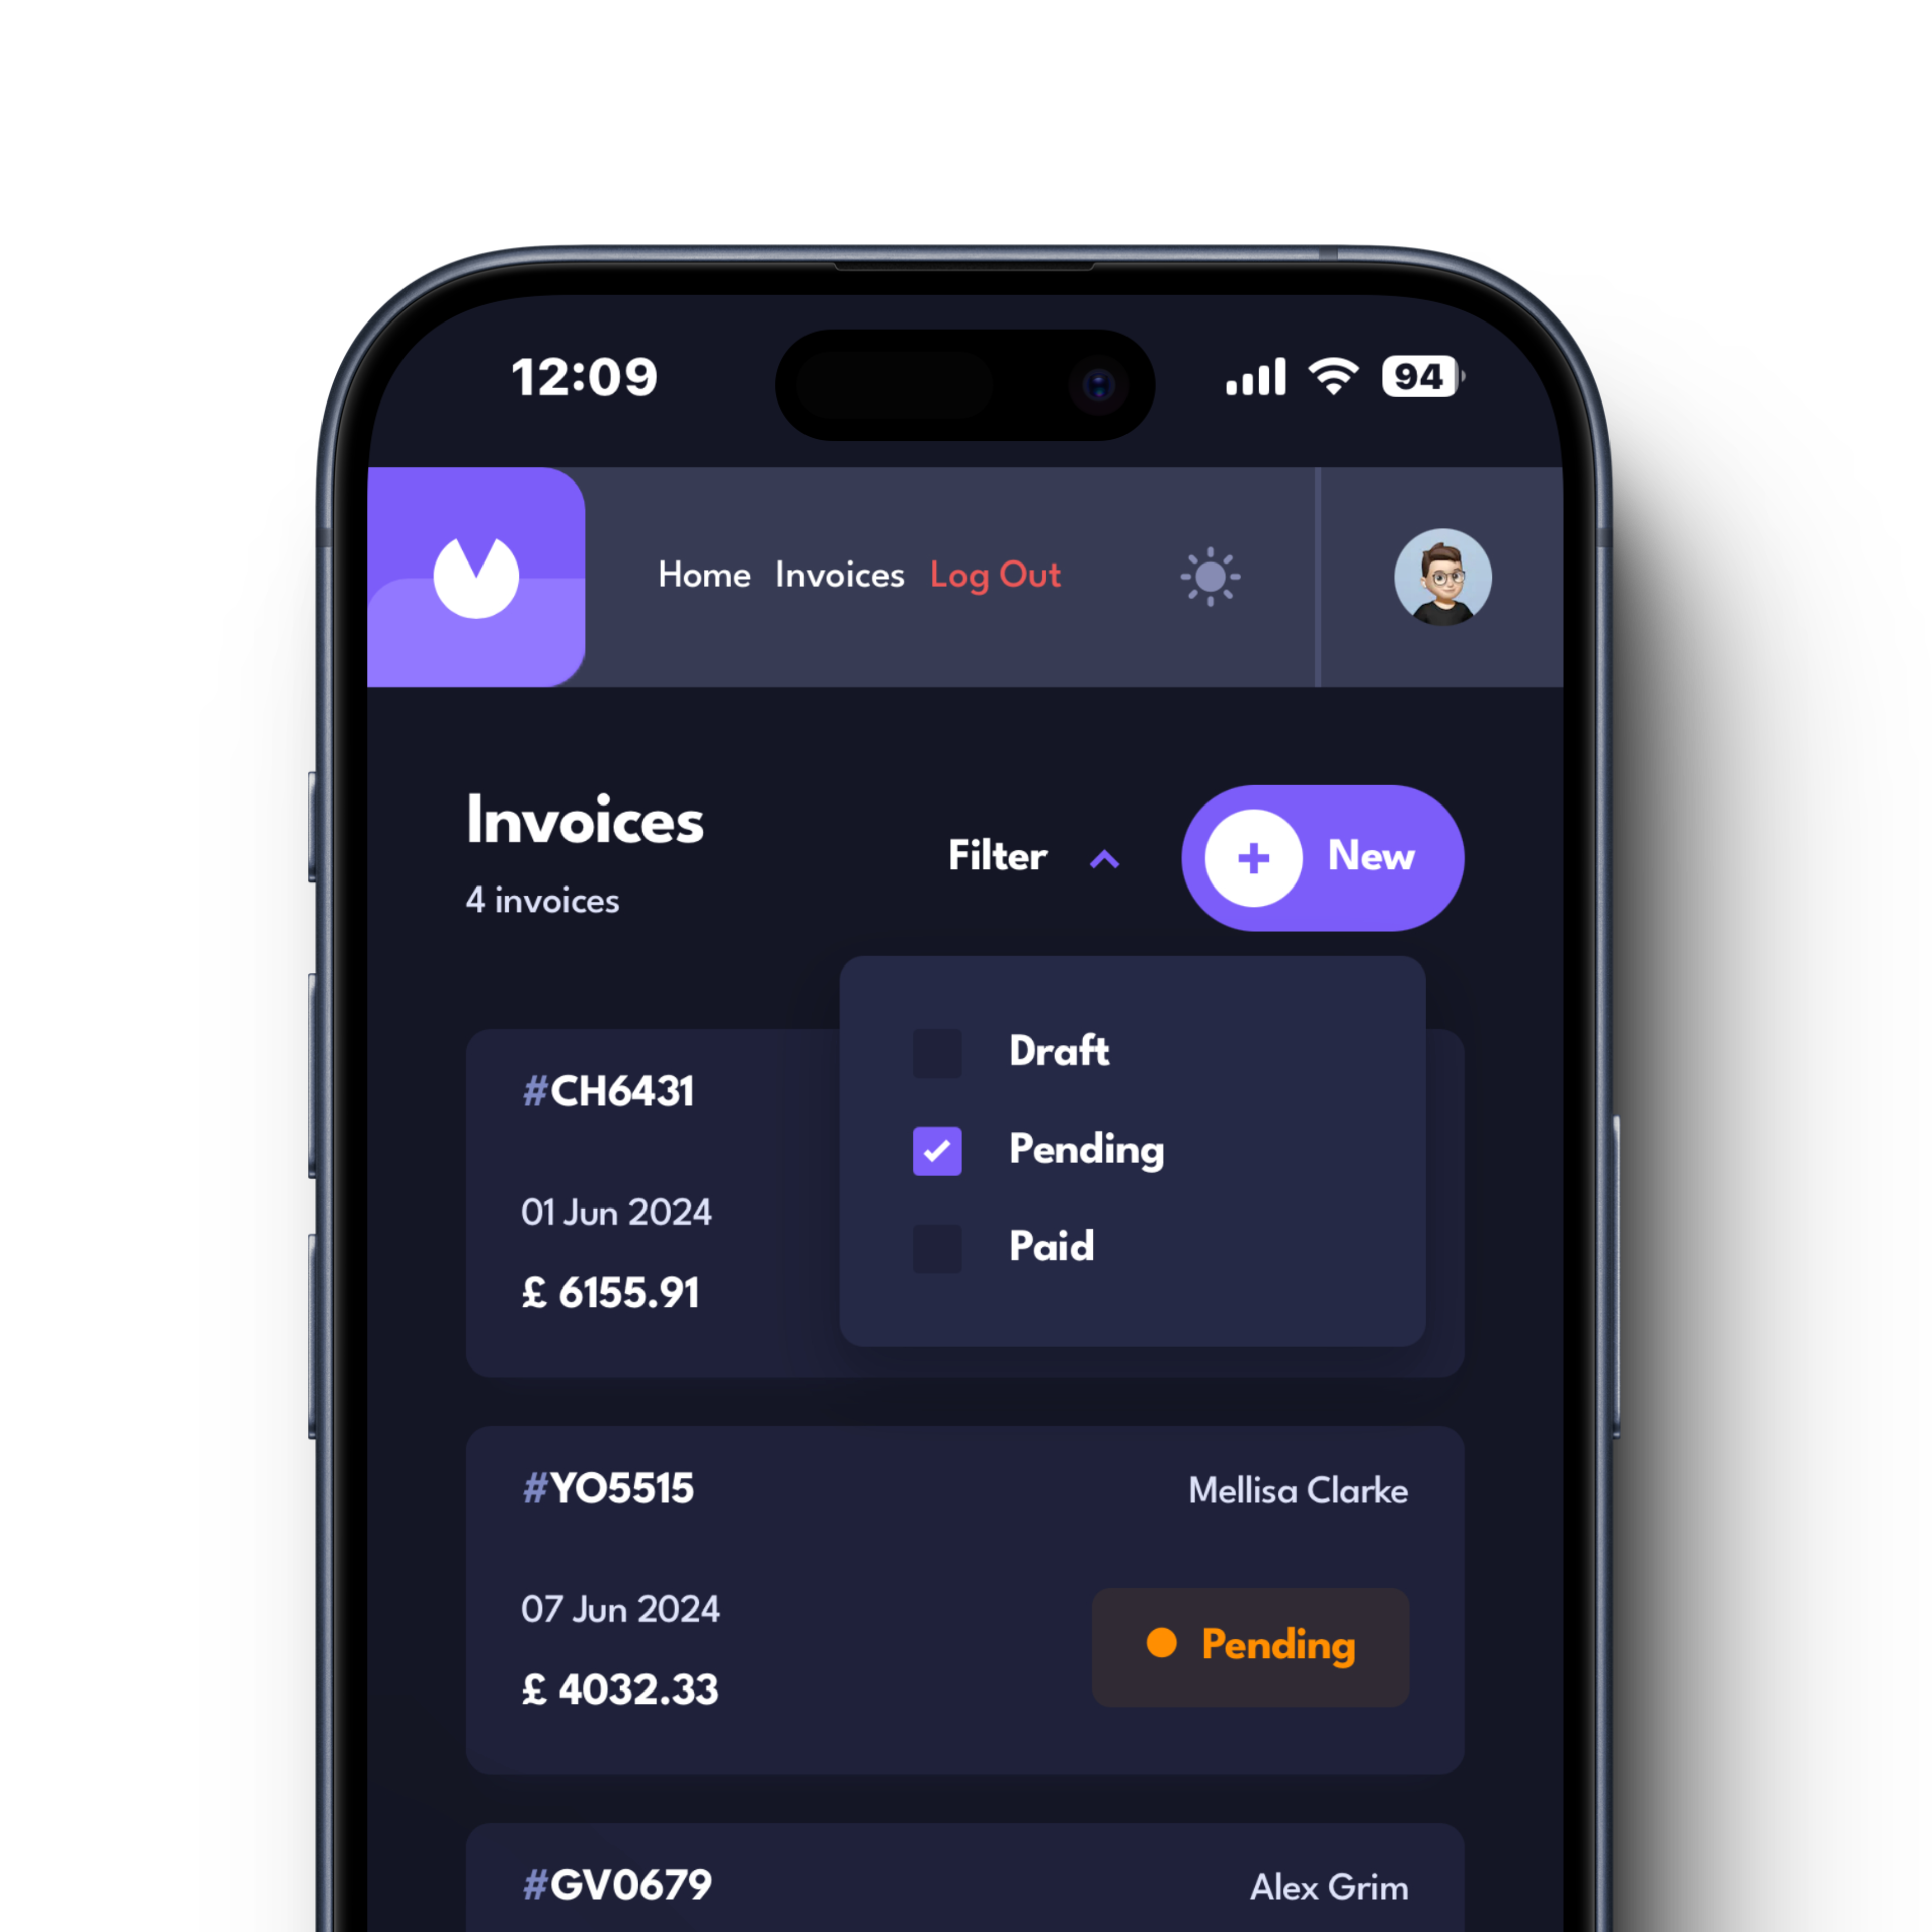 12:09 94
Home Invoices Log Out
Invoices
4 invoices
Filter
+ New
Draft
Pending
Paid
#CH6431
01 Jun 2024
£ 6155.91
#YO5515 Mellisa Clarke
07 Jun 2024
£ 4032.33
Pending
#GV0679 Alex Grim